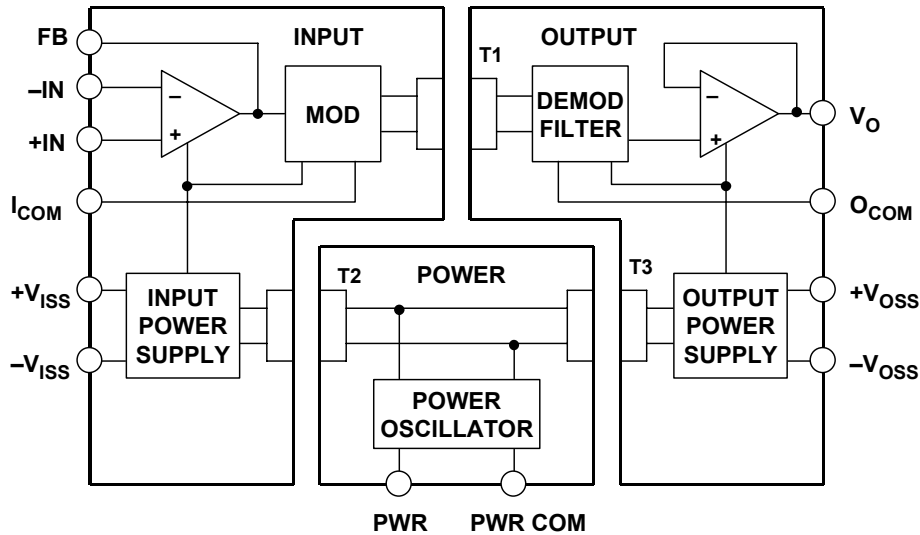 FB
INPUT
OUTPUT
–IN
T1
–
MOD
DEMOD
FILTER
–
V_O
+IN
+
+
I_COM
O_COM
+V_ISS
INPUT
POWER
SUPPLY
–V_ISS
T2
POWER
T3
OUTPUT
POWER
SUPPLY
+V_OSS
–V_OSS
POWER
OSCILLATOR
PWR
PWR COM